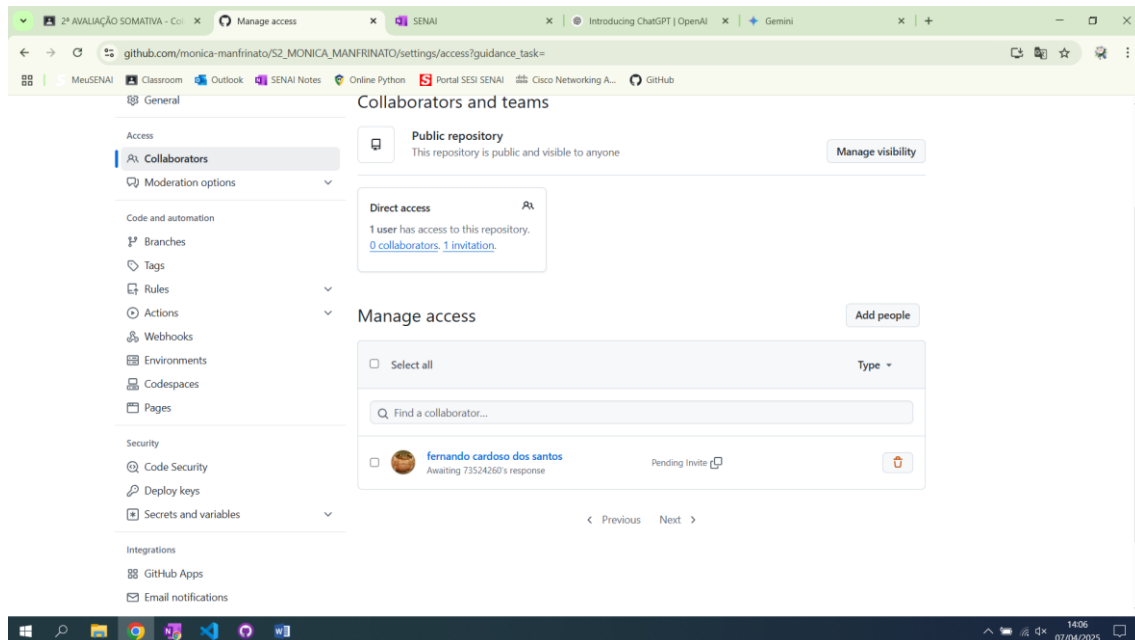 2ª AVALIAÇÃO SOMATIVA - Col
Manage access
SENAI
Introducing ChatGPT | OpenAI
Gemini
github.com/monica-manfrinato/S2_MONICA_MANFRINATO/settings/access?guidance_task=
MeuSENAI Classroom Outlook SENAI Notes Online Python Portal SESI SENAI Cisco Networking A... GitHub
General
Access
Collaborators
Moderation options
Code and automation
Branches
Tags
Rules
Actions
Webhooks
Environments
Codespaces
Pages
Security
Code Security
Deploy keys
Secrets and variables
Integrations
GitHub Apps
Email notifications
Collaborators and teams
Public repository
This repository is public and visible to anyone
Manage visibility
Direct access
1 user has access to this repository.
0 collaborators. 1 invitation.
Manage access
Add people
Select all
Type
Find a collaborator...
fernando cardoso dos santos
Awaiting 73524260's response
Pending Invite
Previous Next
14:06
07/04/2025